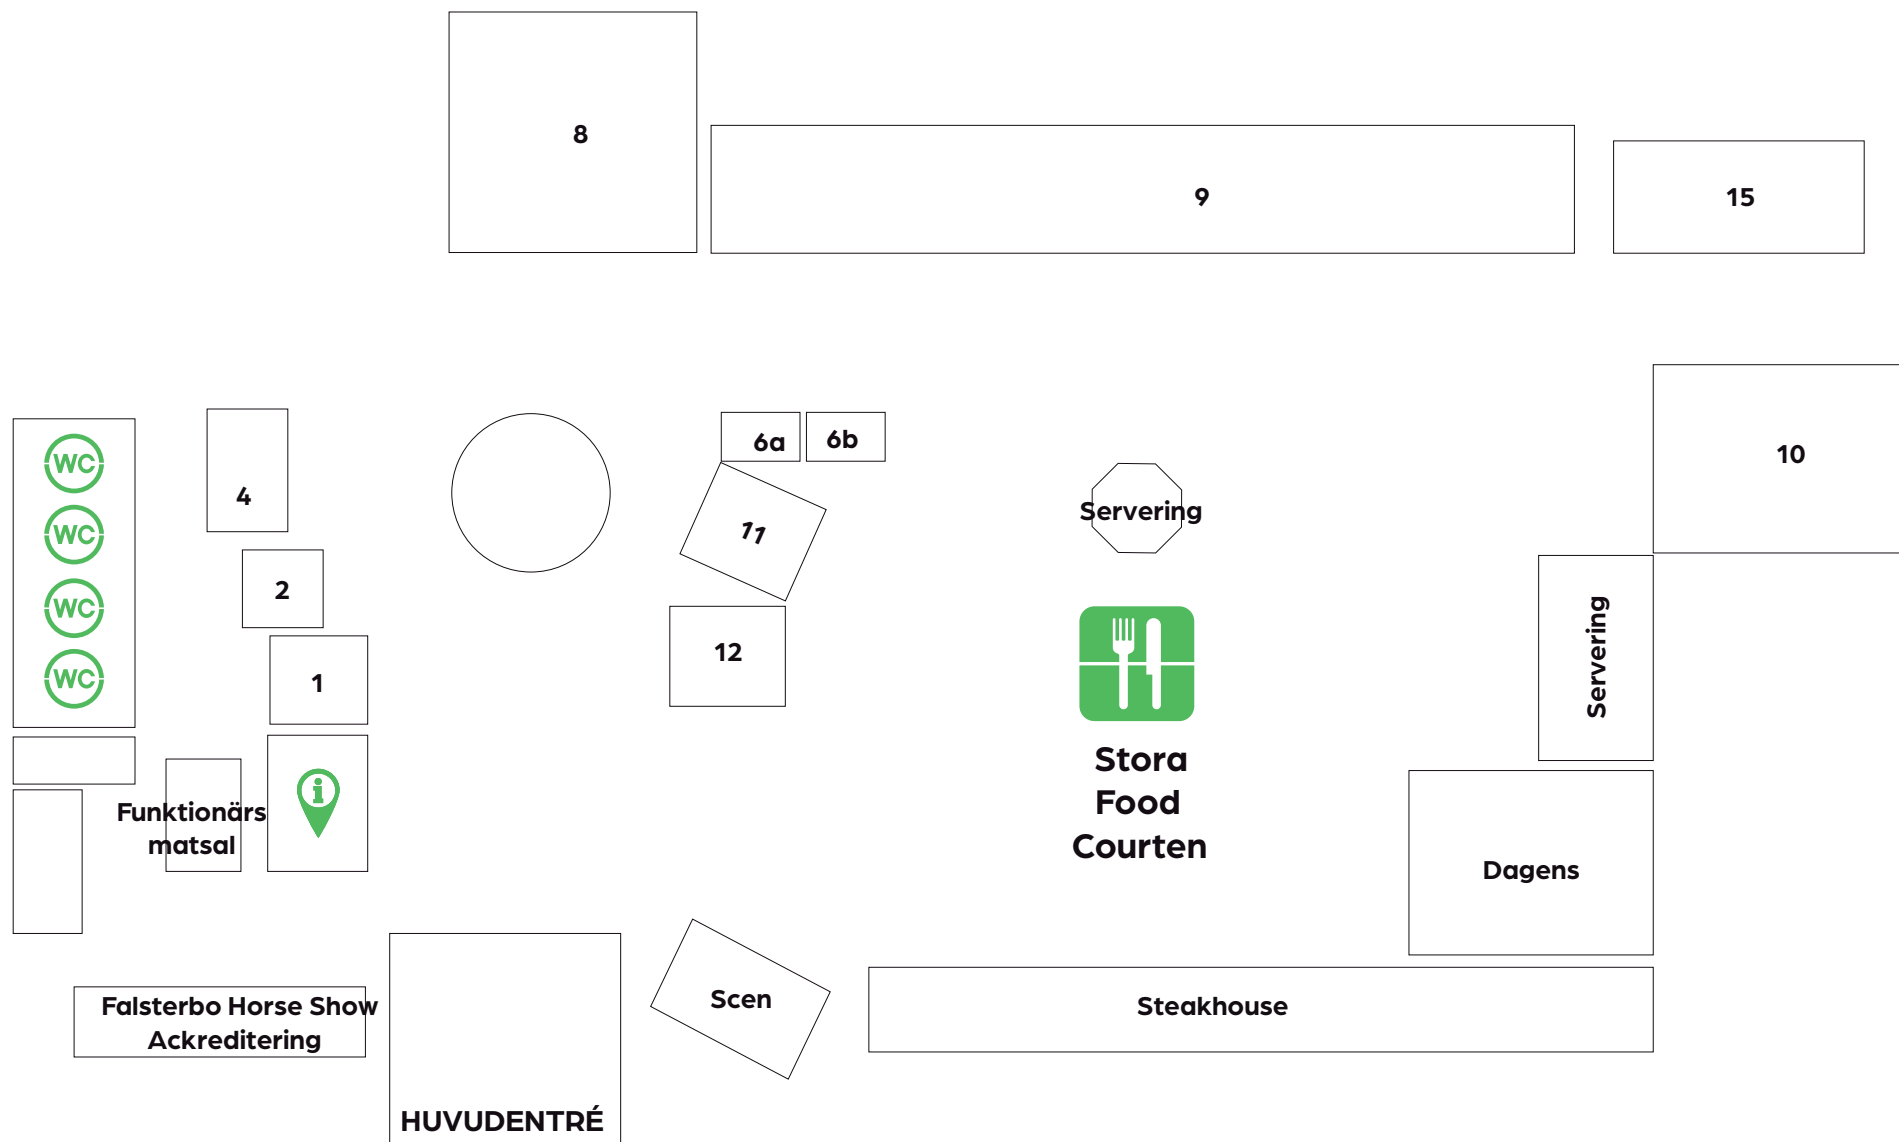 8
9
15
10
6a
6b
WC
4
11
Servering
WC
2
WC
12
Servering
1
WC
Stora
Food
Courten
Funktionärs
matsal
i
Dagens
Scen
Steakhouse
Falsterbo Horse Show
Ackreditering
HUVUDENTRÉ